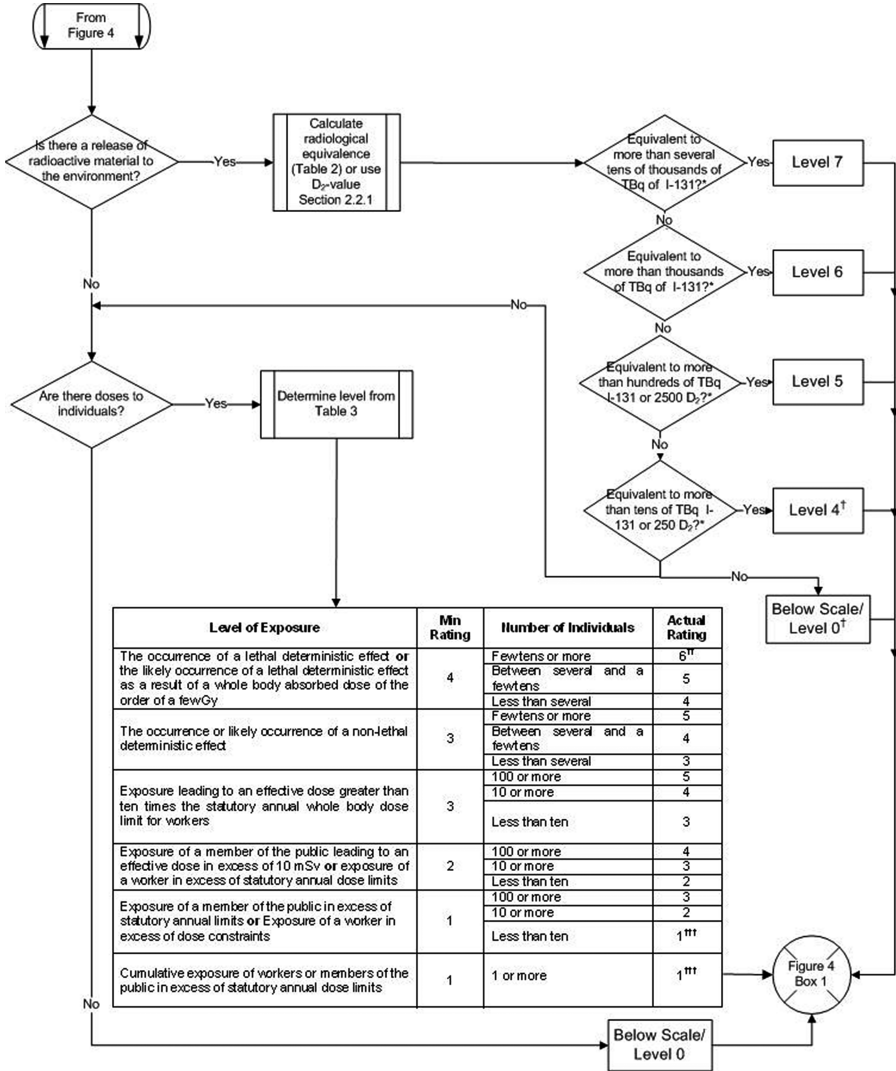 From
Figure 4
Is there a release of
radioactive material to
the environment?
Yes
Calculate
radiological
equivalence
(Table 2) or use
D₂-value
Section 2.2.1
Equivalent to
more than several
tens of thousands of
TBq of I-131?*
Yes
Level 7
No
Equivalent to
more than thousands
of TBq of I-131?*
Yes
Level 6
No
No
No
Are there doses to
individuals?
Yes
Determine level from
Table 3
Equivalent to more
than hundreds of TBq
I-131 or 2500 D₂?*
Yes
Level 5
No
Equivalent to more
than tens of TBq I-
131 or 250 D₂?*
Yes
Level 4†
No
Below Scale/
Level 0†
Level of Exposure
Min
Rating
Number of Individuals
Actual
Rating
The occurrence of a lethal deterministic effect or
the likely occurrence of a lethal deterministic effect
as a result of a whole body absorbed dose of the
order of a fewGy
4
Fewtens or more
6††
Between several and a
fewtens
5
Less than several
4
The occurrence or likely occurrence of a non-lethal
deterministic effect
3
Fewtens or more
5
Between several and a
fewtens
4
Less than several
3
Exposure leading to an effective dose greater than
ten times the statutory annual whole body dose
limit for workers
3
100 or more
5
10 or more
4
Less than ten
3
Exposure of a member of the public leading to an
effective dose in excess of 10 mSv or exposure of
a worker in excess of statutory annual dose limits
2
100 or more
4
10 or more
3
Less than ten
2
Exposure of a member of the public in excess of
statutory annual limits or Exposure of a worker in
excess of dose constraints
1
100 or more
3
10 or more
2
Less than ten
1†††
Cumulative exposure of workers or members of the
public in excess of statutory annual dose limits
1
1 or more
1†††
Figure 4
Box 1
No
Below Scale/
Level 0